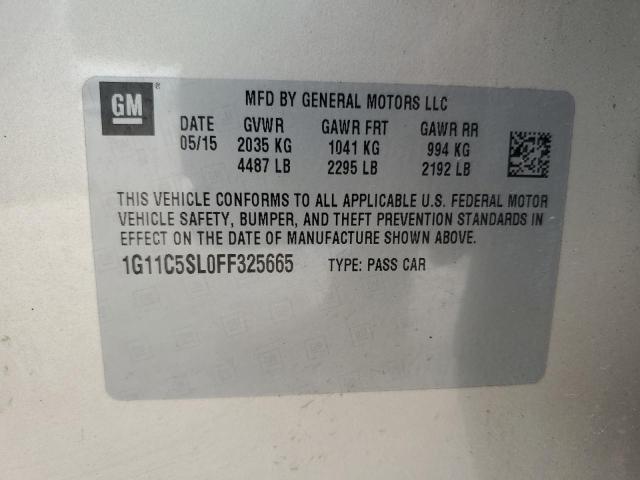 GM ® MFD BY GENERAL MOTORS LLC
DATE GVWR GAWR FRT GAWR RR
05/15 2035 KG 1041 KG 994 KG
4487 LB 2295 LB 2192 LB
THIS VEHICLE CONFORMS TO ALL APPLICABLE U.S. FEDERAL MOTOR
VEHICLE SAFETY, BUMPER, AND THEFT PREVENTION STANDARDS IN
EFFECT ON THE DATE OF MANUFACTURE SHOWN ABOVE.
1G11C5SL0FF325665 TYPE: PASS CAR